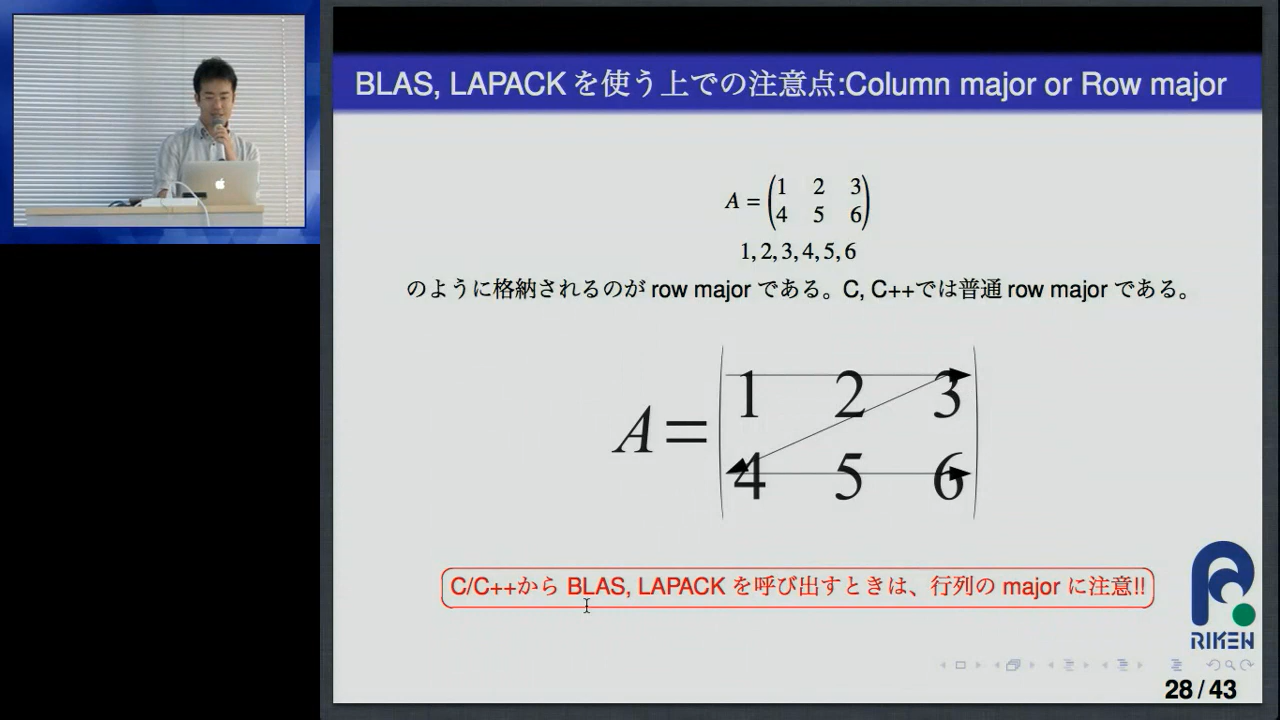 BLAS, LAPACK を使う上での注意点:Column major or Row major
A = (1 2 3
4 5 6)
1, 2, 3, 4, 5, 6
のように格納されるのが row major である。C, C++では普通 row major である。
A = (1 2 3
4 5 6)
C/C++から BLAS, LAPACK を呼び出すときは、行列の major に注意!!
RIKEN
28 / 43